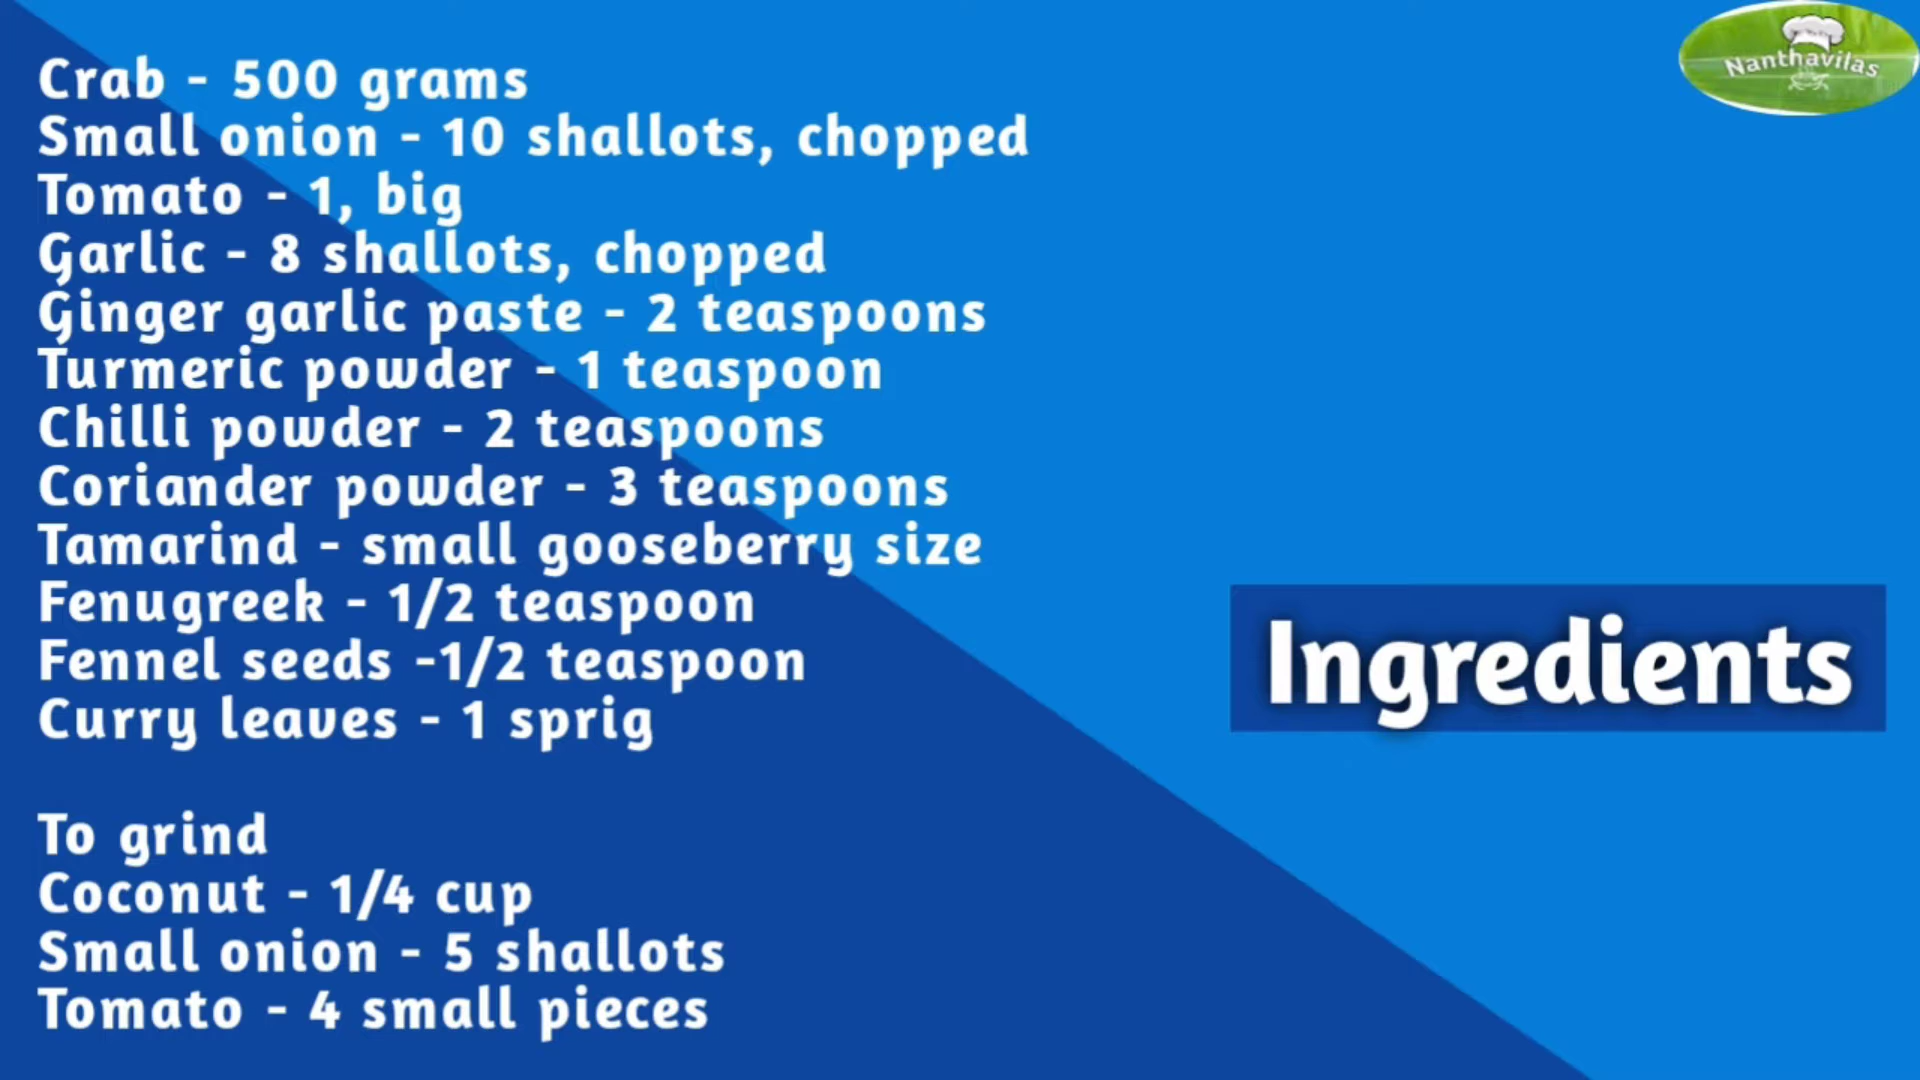 Crab - 500 grams
Small onion - 10 shallots, chopped
Tomato - 1, big
Garlic - 8 shallots, chopped
Ginger garlic paste - 2 teaspoons
Turmeric powder - 1 teaspoon
Chilli powder - 2 teaspoons
Coriander powder - 3 teaspoons
Tamarind - small gooseberry size
Fenugreek - 1/2 teaspoon
Fennel seeds -1/2 teaspoon
Curry leaves - 1 sprig
To grind
Coconut - 1/4 cup
Small onion - 5 shallots
Tomato - 4 small pieces
Ingredients
Nanthavilas